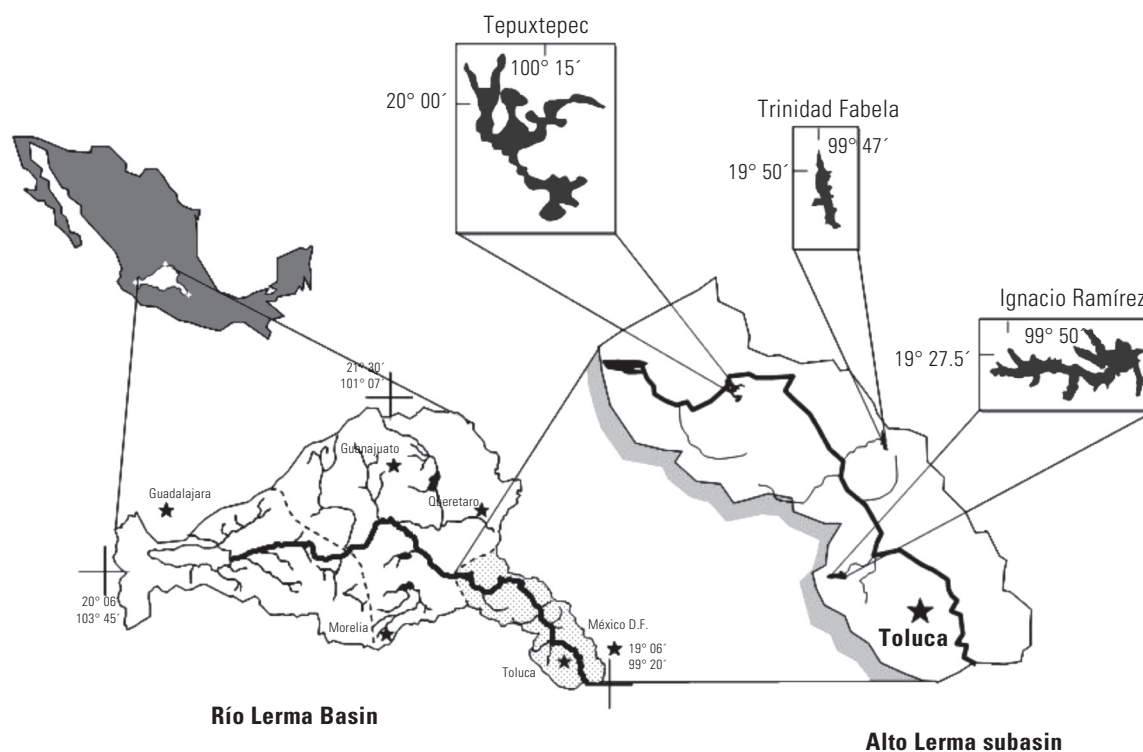 Tepuxtepec
100° 15´
20° 00´
Trinidad Fabela
99° 47´
19° 50´
Ignacio Ramírez
99° 50´
19° 27.5´
21° 30´
101° 07´
Guanajuato
Guadalajara
Queretaro
20° 06´
103° 45´
Morelia
México D.F.
19° 06´
99° 20´
Toluca
Toluca
Río Lerma Basin
Alto Lerma subasin